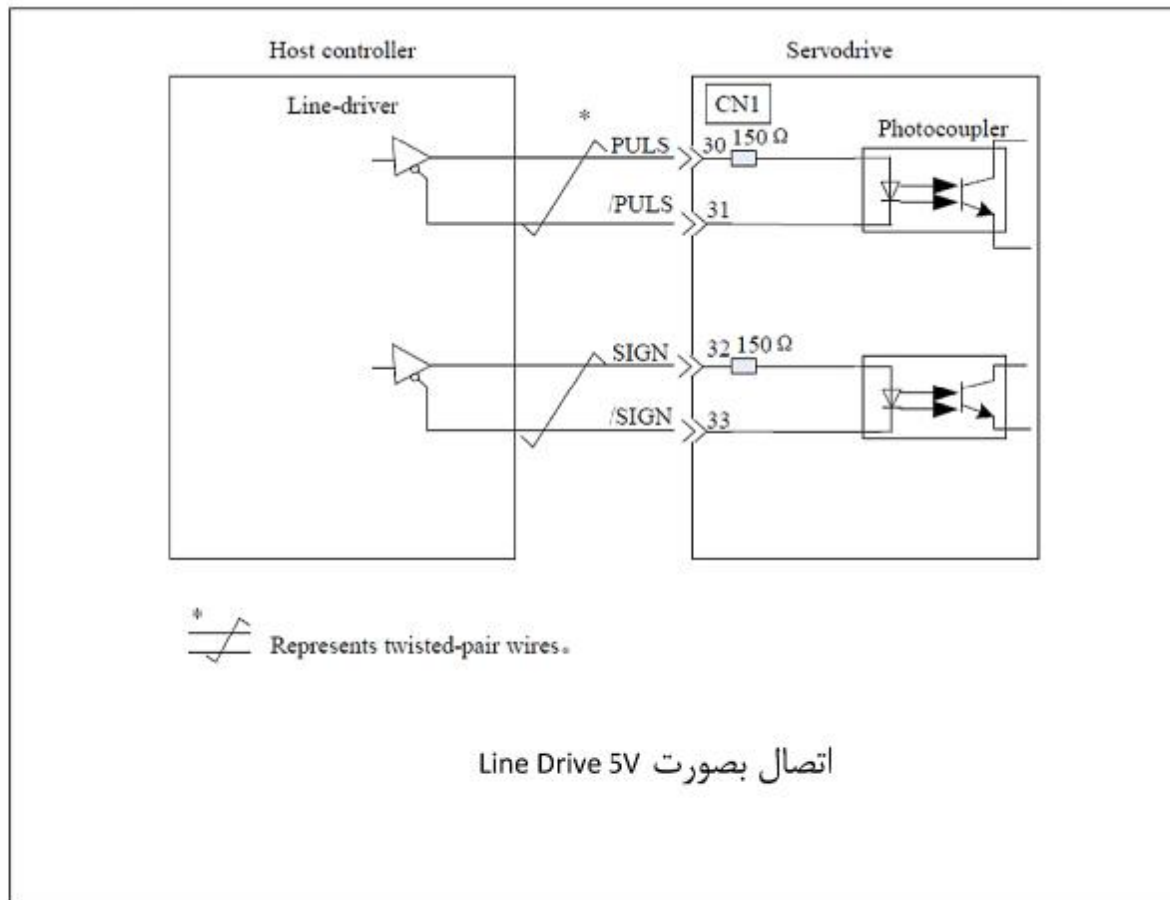 Host controller
Servodrive
Line-driver
CN1
*
PULS
30
150 Ω
Photocoupler
/PULS
31
SIGN
32
150 Ω
/SIGN
33
*
Represents twisted-pair wires。
اتصال بصورت Line Drive 5V